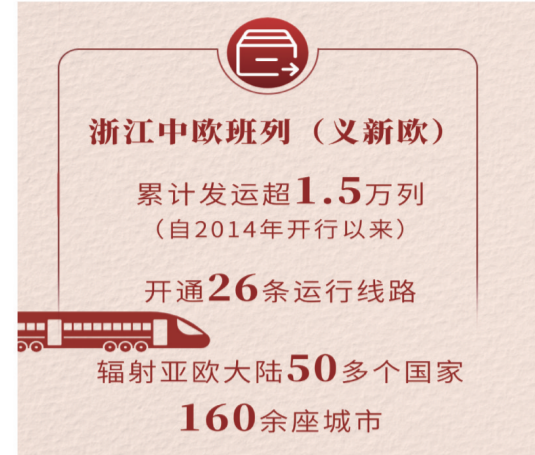 浙江中欧班列（义新欧）
累计发运超1.5万列
（自2014年开行以来）
开通26条运行线路
辐射亚欧大陆50多个国家
160余座城市